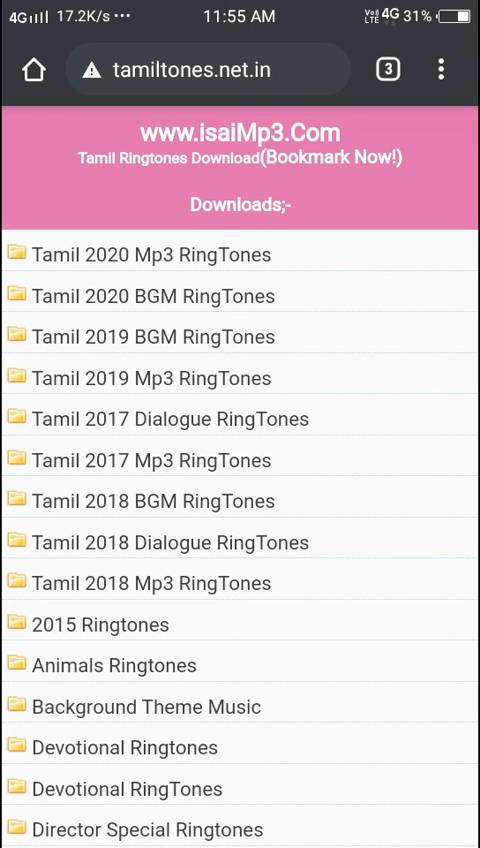 4G 17.2K/s ••• 11:55 AM Vo)) LTE 4G 31%
tamiltones.net.in 3
www.isaiMp3.Com
Tamil Ringtones Download(Bookmark Now!)
Downloads;-
Tamil 2020 Mp3 RingTones
Tamil 2020 BGM RingTones
Tamil 2019 BGM RingTones
Tamil 2019 Mp3 RingTones
Tamil 2017 Dialogue RingTones
Tamil 2017 Mp3 RingTones
Tamil 2018 BGM RingTones
Tamil 2018 Dialogue RingTones
Tamil 2018 Mp3 RingTones
2015 Ringtones
Animals Ringtones
Background Theme Music
Devotional Ringtones
Devotional RingTones
Director Special Ringtones